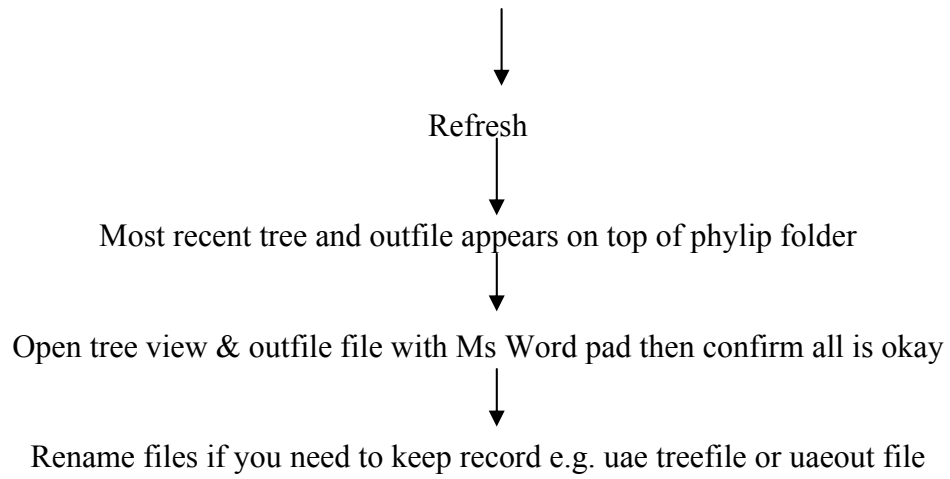 Refresh
Most recent tree and outfile appears on top of phylip folder
Open tree view & outfile file with Ms Word pad then confirm all is okay
Rename files if you need to keep record e.g. uae treefile or uaeout file